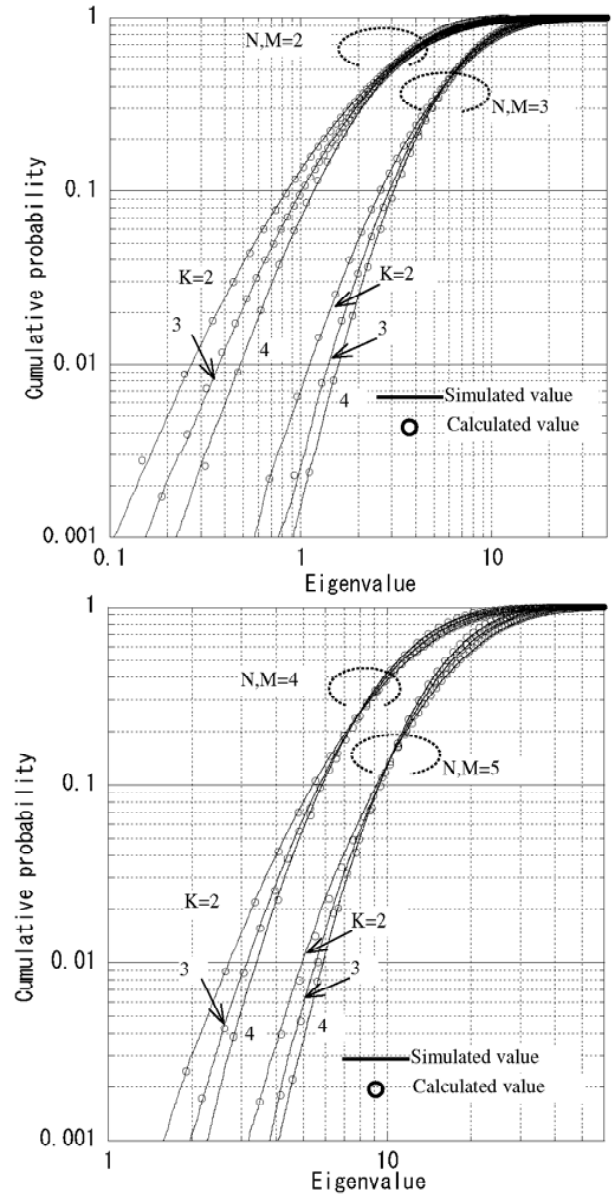 1
N,M=2
N,M=3
0.1
Cumulative probability
K=2
K=2
3
3
0.01
4
Simulated value
4
Calculated value
0.001
0.1
1
10
Eigenvalue
1
N,M=4
N,M=5
0.1
Cumulative probability
K=2
K=2
3
3
0.01
4
4
Simulated value
Calculated value
0.001
1
10
Eigenvalue